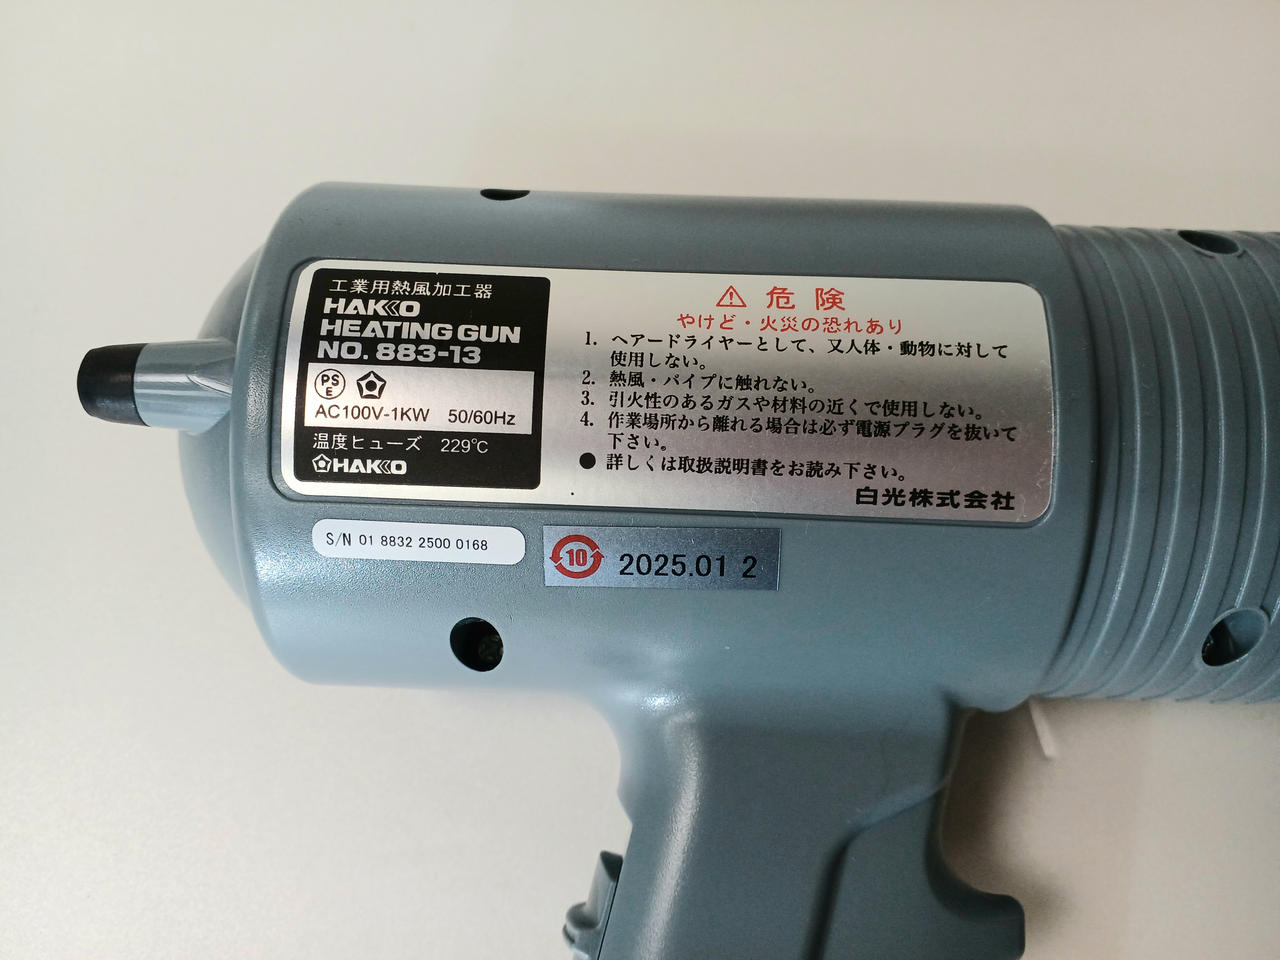 工業用熱風加工器
HAKKO
HEATING GUN
NO. 883-13
PS
E
AC100V-1KW 50/60Hz
温度ヒューズ 229℃
HAKKO
危険
やけど・火災の恐れあり
1. ヘアードライヤーとして、又人体・動物に対して
使用しない。
2. 熱風・パイプに触れない。
3. 引火性のあるガスや材料の近くで使用しない。
4. 作業場所から離れる場合は必ず電源プラグを抜いて
下さい。
● 詳しくは取扱説明書をお読み下さい。
白光株式会社
S/N 01 8832 2500 0168
10
2025.01 2